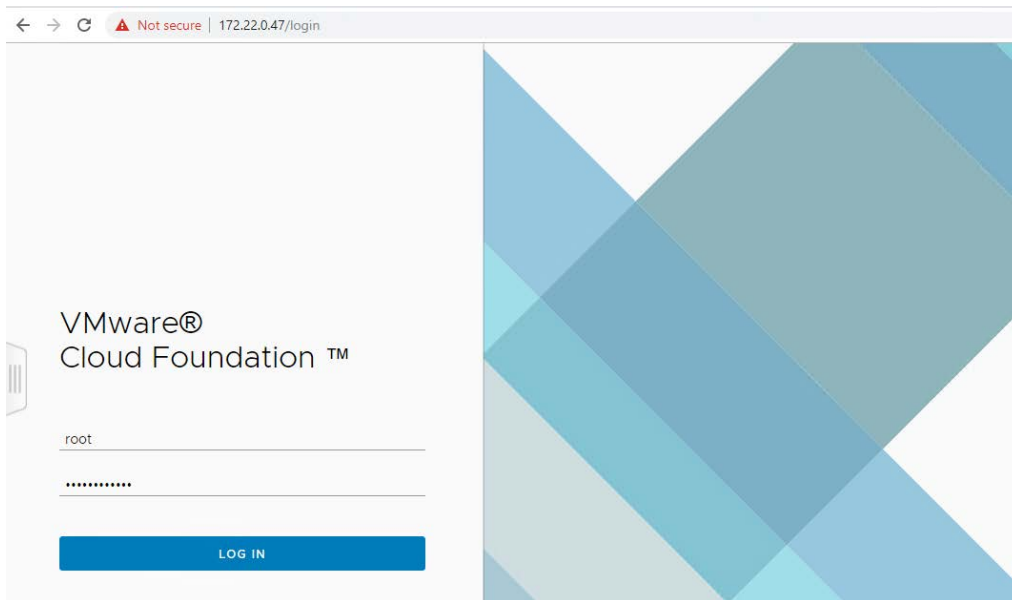 Not secure | 172.22.0.47/login
VMware®
Cloud Foundation ™
root
••••••••••••
LOG IN